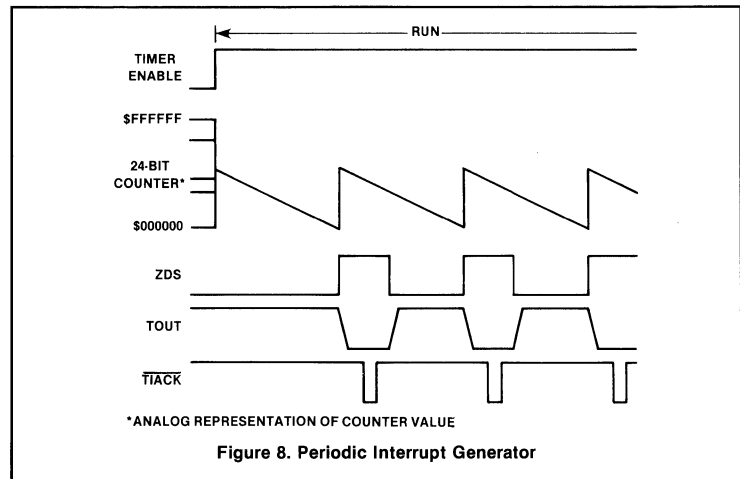 RUN
TIMER
ENABLE
$FFFFFF
24-BIT
COUNTER*
$000000
ZDS
TOUT
TIACK
*ANALOG REPRESENTATION OF COUNTER VALUE
Figure 8. Periodic Interrupt Generator